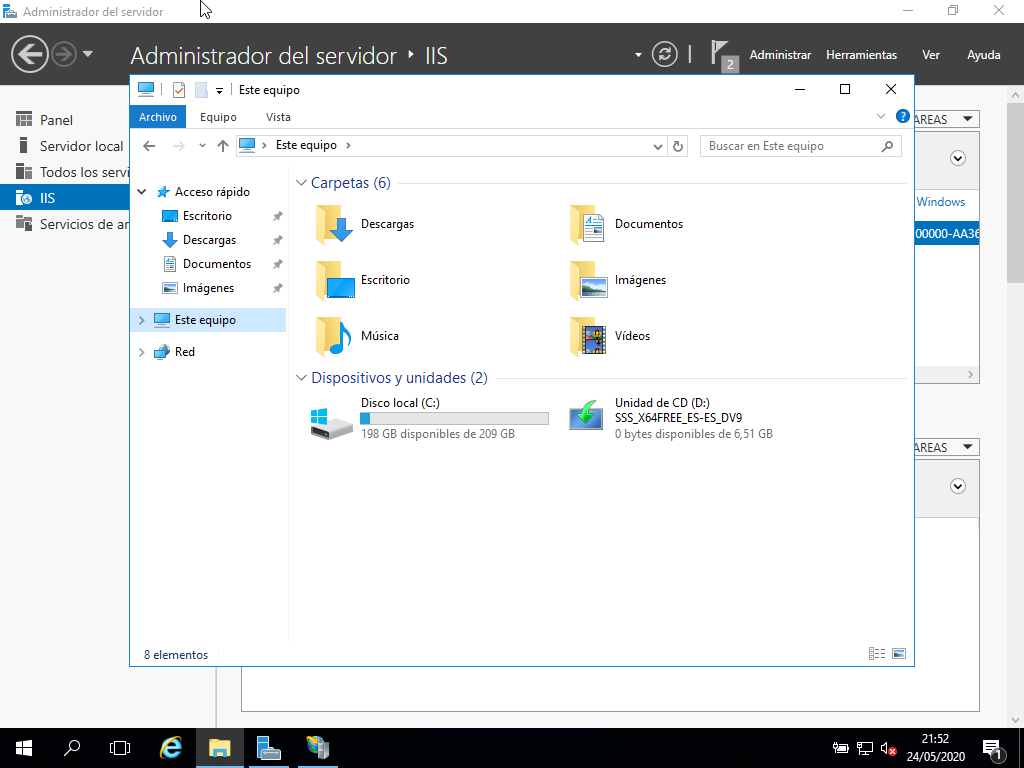 Administrador del servidor
Administrador del servidor ‣ IIS
2
Administrar
Herramientas
Ver
Ayuda
Panel
Servidor local
Todos los servi
IIS
Servicios de ar
AREAS
Windows
00000-AA36
AREAS
Este equipo
Archivo
Equipo
Vista
?
Este equipo
Buscar en Este equipo
Acceso rápido
Escritorio
Descargas
Documentos
Imágenes
Este equipo
Red
Carpetas (6)
Descargas
Documentos
Escritorio
Imágenes
Música
Vídeos
Dispositivos y unidades (2)
Disco local (C:)
198 GB disponibles de 209 GB
Unidad de CD (D:)
SSS_X64FREE_ES-ES_DV9
0 bytes disponibles de 6,51 GB
8 elementos
21:52
24/05/2020
1